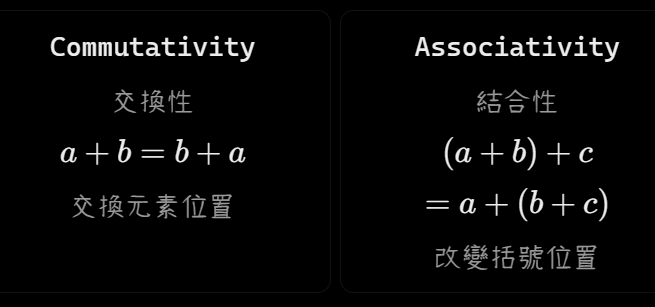 Commutativity
交換性
a + b = b + a
交換元素位置
Associativity
結合性
(a + b) + c
= a + (b + c)
改變括號位置